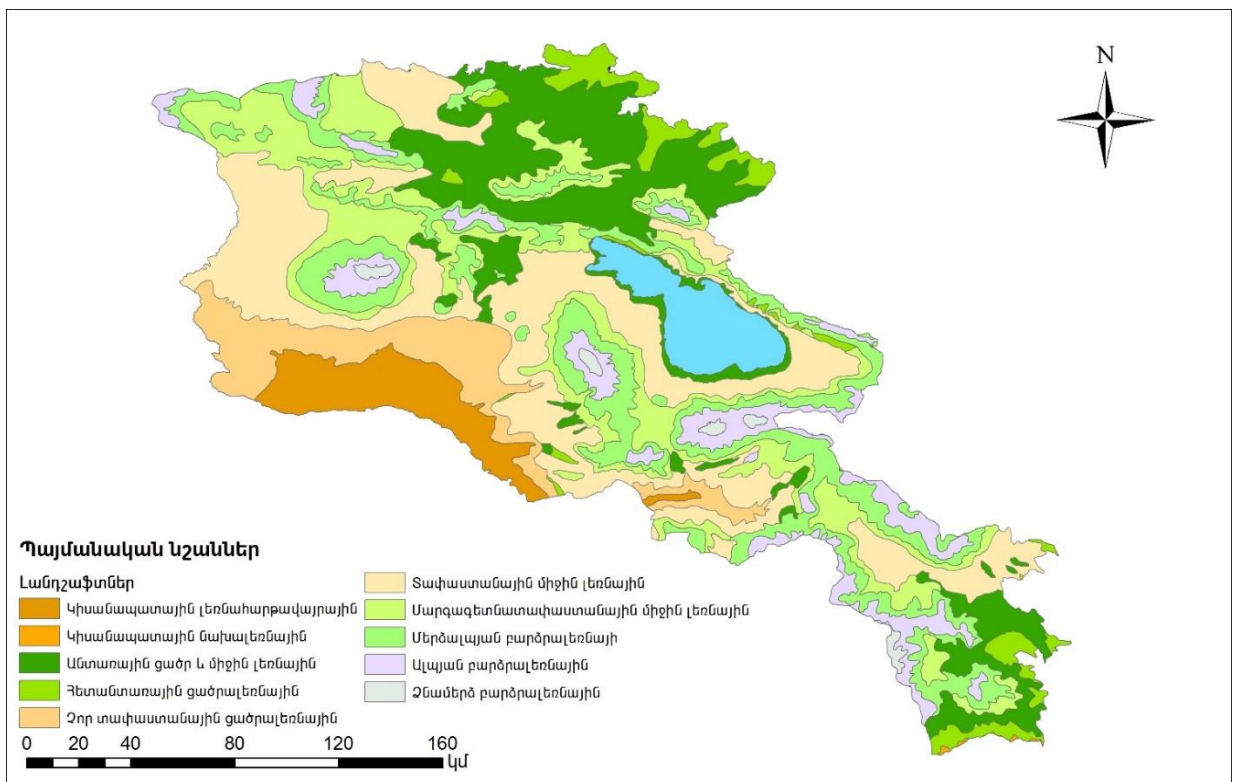 N
Պայմանական նշաններ
Լանդշաֆտներ
Կիսանապատային լեռնահարթավայրային
Կիսանապատային նախալեռնային
Անտառային ցածր և միջին լեռնային
Հետանտառային ցածրալեռնային
Չոր տափաստանային ցածրալեռնային
Տափաստանային միջին լեռնային
Մարգագետնատափաստանային միջին լեռնային
Մերձալպյան բարձրալեռնայի
Ալպյան բարձրալեռնային
Ձնամերձ բարձրալեռնային
0 20 40 80 120 160
կմ